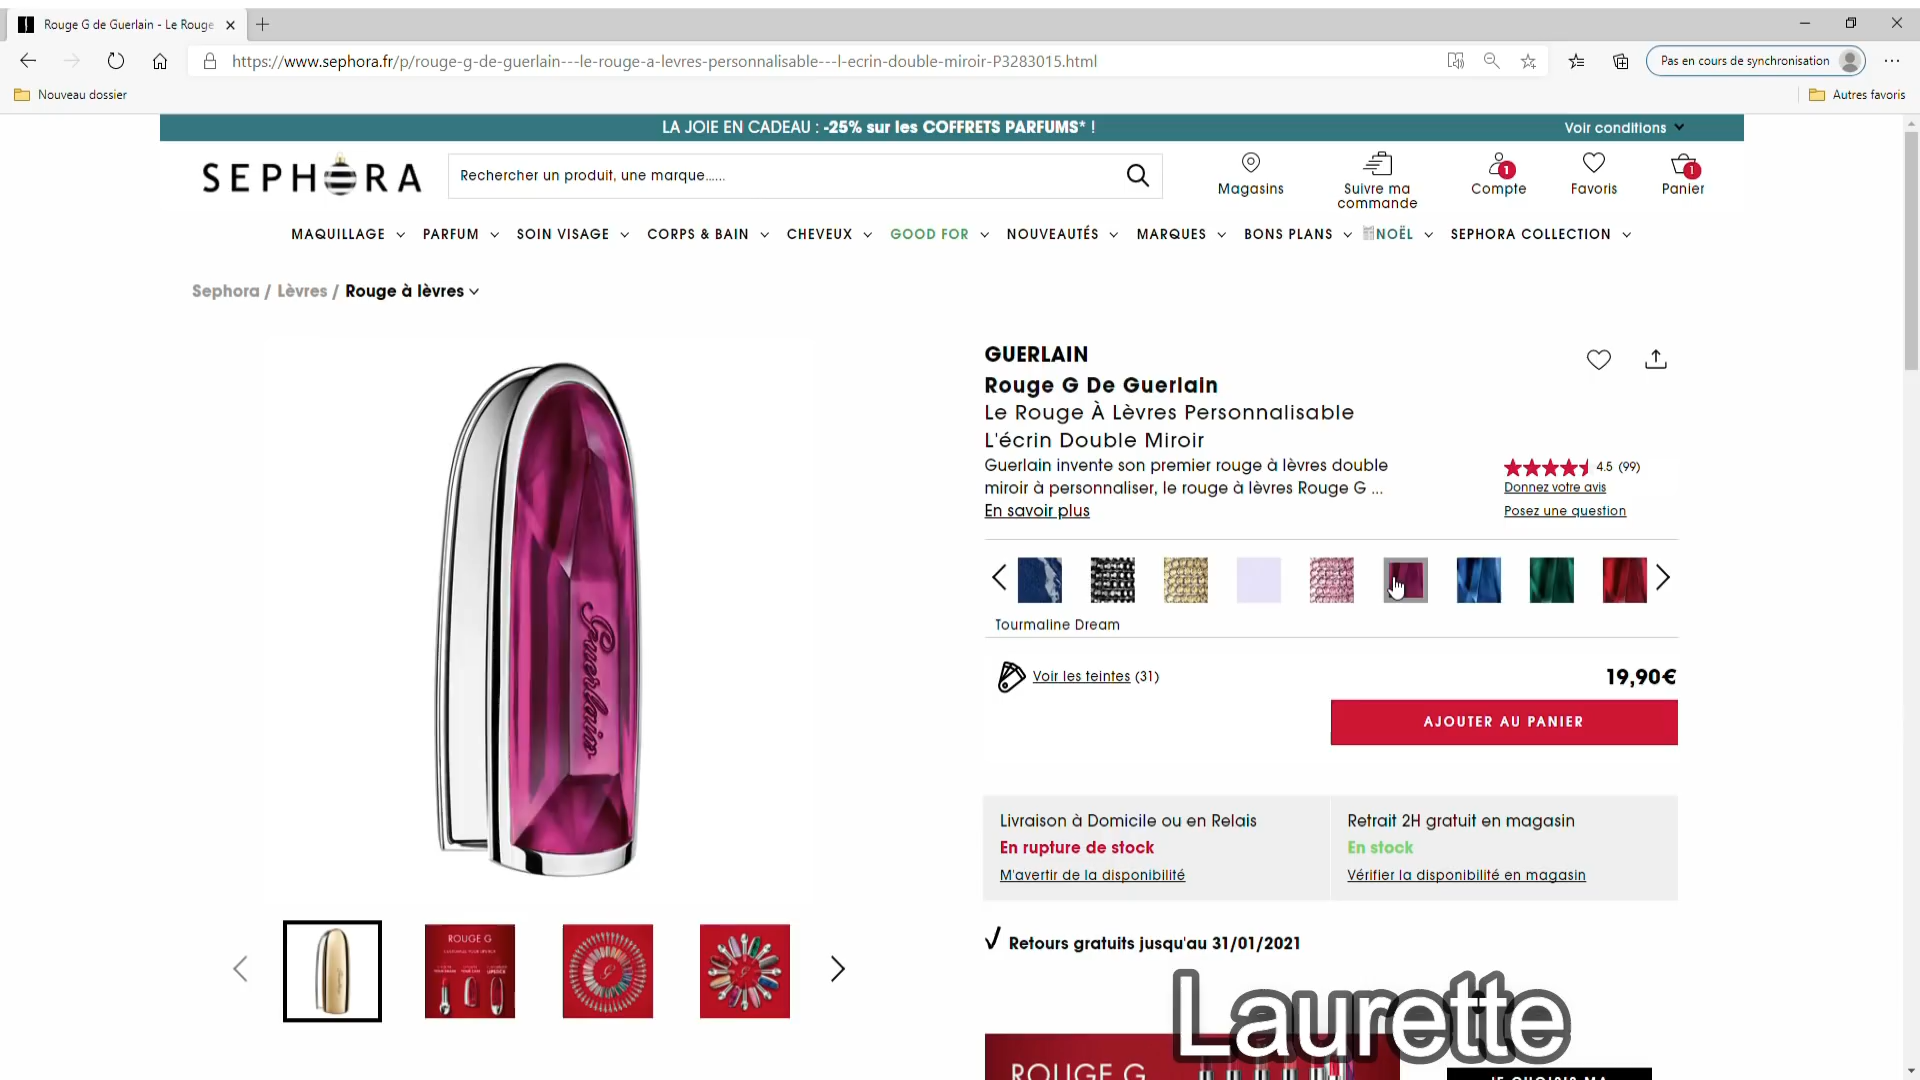 Rouge G de Guerlain - Le Rouge
https://www.sephora.fr/p/rouge-g-de-guerlain---le-rouge-a-levres-personnalisable---l-ecrin-double-miroir-P3283015.html
Pas en cours de synchronisation
Nouveau dossier
Autres favoris
LA JOIE EN CADEAU : -25% sur les COFFRETS PARFUMS* !
Voir conditions
SEPHORA
Rechercher un produit, une marque......
Magasins
Suivre ma
commande
1
Compte
Favoris
1
Panier
MAQUILLAGE PARFUM SOIN VISAGE CORPS & BAIN CHEVEUX GOOD FOR NOUVEAUTÉS MARQUES BONS PLANS NOËL SEPHORA COLLECTION
Sephora / Lèvres / Rouge à lèvres
GUERLAIN
Rouge G De Guerlain
Le Rouge À Lèvres Personnalisable
L'écrin Double Miroir
Guerlain invente son premier rouge à lèvres double
miroir à personnaliser, le rouge à lèvres Rouge G ...
En savoir plus
4.5 (99)
Donnez votre avis
Posez une question
Guerlain
Tourmaline Dream
Voir les teintes (31)
19,90€
AJOUTER AU PANIER
Livraison à Domicile ou en Relais
En rupture de stock
M'avertir de la disponibilité
Retrait 2H gratuit en magasin
En stock
Vérifier la disponibilité en magasin
Retours gratuits jusqu'au 31/01/2021
ROUGE G
Laurette
ROUGE G
JE CHOISIS MA